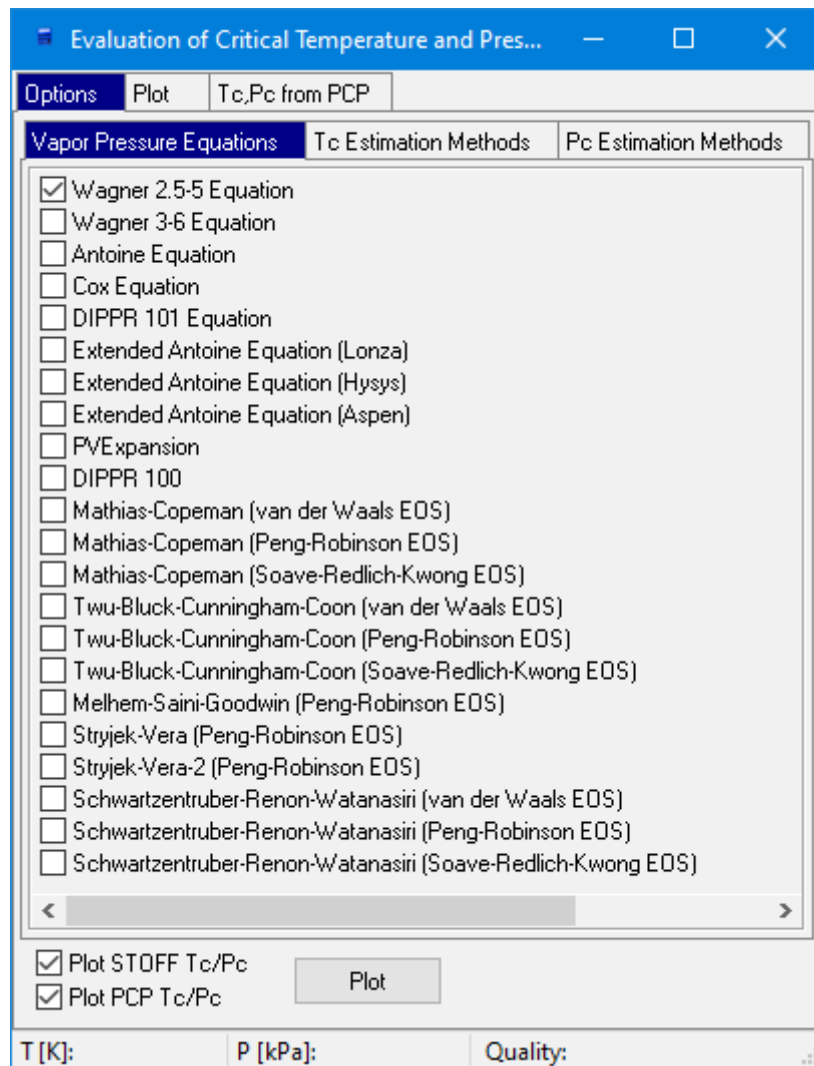 Evaluation of Critical Temperature and Pres...
Options Plot Tc,Pc from PCP
Vapor Pressure Equations Tc Estimation Methods Pc Estimation Methods
Wagner 2.5-5 Equation
Wagner 3-6 Equation
Antoine Equation
Cox Equation
DIPPR 101 Equation
Extended Antoine Equation (Lonza)
Extended Antoine Equation (Hysys)
Extended Antoine Equation (Aspen)
PVExpansion
DIPPR 100
Mathias-Copeman (van der Waals EOS)
Mathias-Copeman (Peng-Robinson EOS)
Mathias-Copeman (Soave-Redlich-Kwong EOS)
Twu-Bluck-Cunningham-Coon (van der Waals EOS)
Twu-Bluck-Cunningham-Coon (Peng-Robinson EOS)
Twu-Bluck-Cunningham-Coon (Soave-Redlich-Kwong EOS)
Melhem-Saini-Goodwin (Peng-Robinson EOS)
Stryjek-Vera (Peng-Robinson EOS)
Stryjek-Vera-2 (Peng-Robinson EOS)
Schwartzentruber-Renon-Watanasiri (van der Waals EOS)
Schwartzentruber-Renon-Watanasiri (Peng-Robinson EOS)
Schwartzentruber-Renon-Watanasiri (Soave-Redlich-Kwong EOS)
Plot STOFF Tc/Pc
Plot PCP Tc/Pc
Plot
T [K]: P [kPa]: Quality: